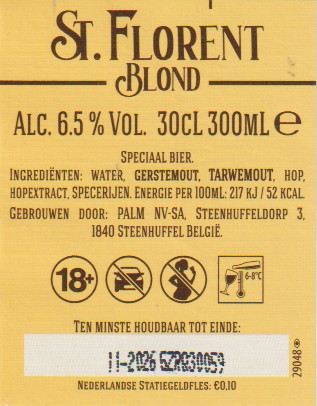 ST. FLORENT
BLOND
ALC. 6.5 % VOL. 30CL 300ML e
SPECIAAL BIER.
INGREDIËNTEN: WATER, GERSTEMOUT, TARWEMOUT, HOP,
HOPEXTRACT, SPECERIJEN. ENERGIE PER 100ML: 217 KJ / 52 KCAL.
GEBROUWEN DOOR: PALM NV-SA, STEENHUFFELDORP 3,
1840 STEENHUFFEL BELGIË.
18+
6-8°C
TEN MINSTE HOUDBAAR TOT EINDE:
11-2026
NEDERLANDSE STATIEGELDFLES: €0,10
29048